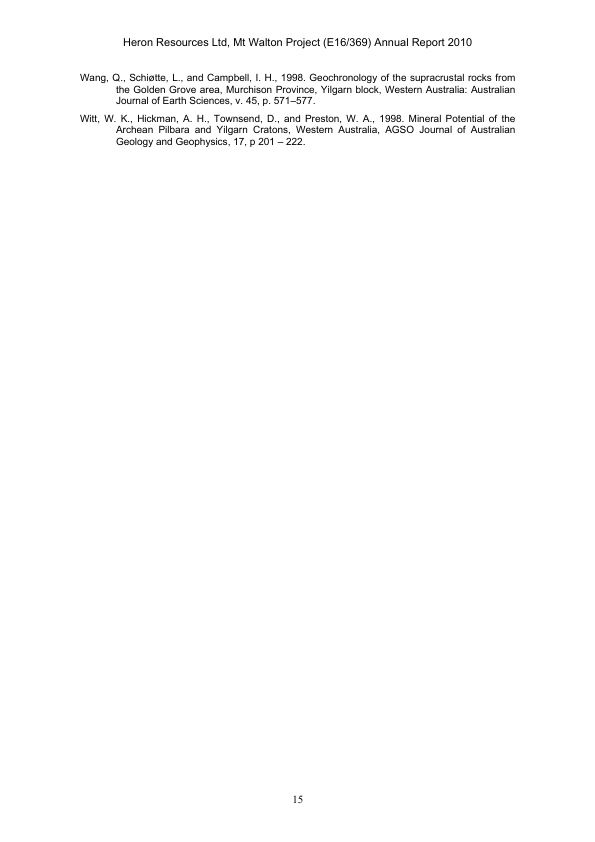 Heron Resources Ltd, Mt Walton Project (E16/369) Annual Report 2010
Wang, Q., Schiøtte, L., and Campbell, I. H., 1998. Geochronology of the supracrustal rocks from
the Golden Grove area, Murchison Province, Yilgarn block, Western Australia: Australian
Journal of Earth Sciences, v. 45, p. 571–577.
Witt, W. K., Hickman, A. H., Townsend, D., and Preston, W. A., 1998. Mineral Potential of the
Archean Pilbara and Yilgarn Cratons, Western Australia, AGSO Journal of Australian
Geology and Geophysics, 17, p 201 – 222.
15